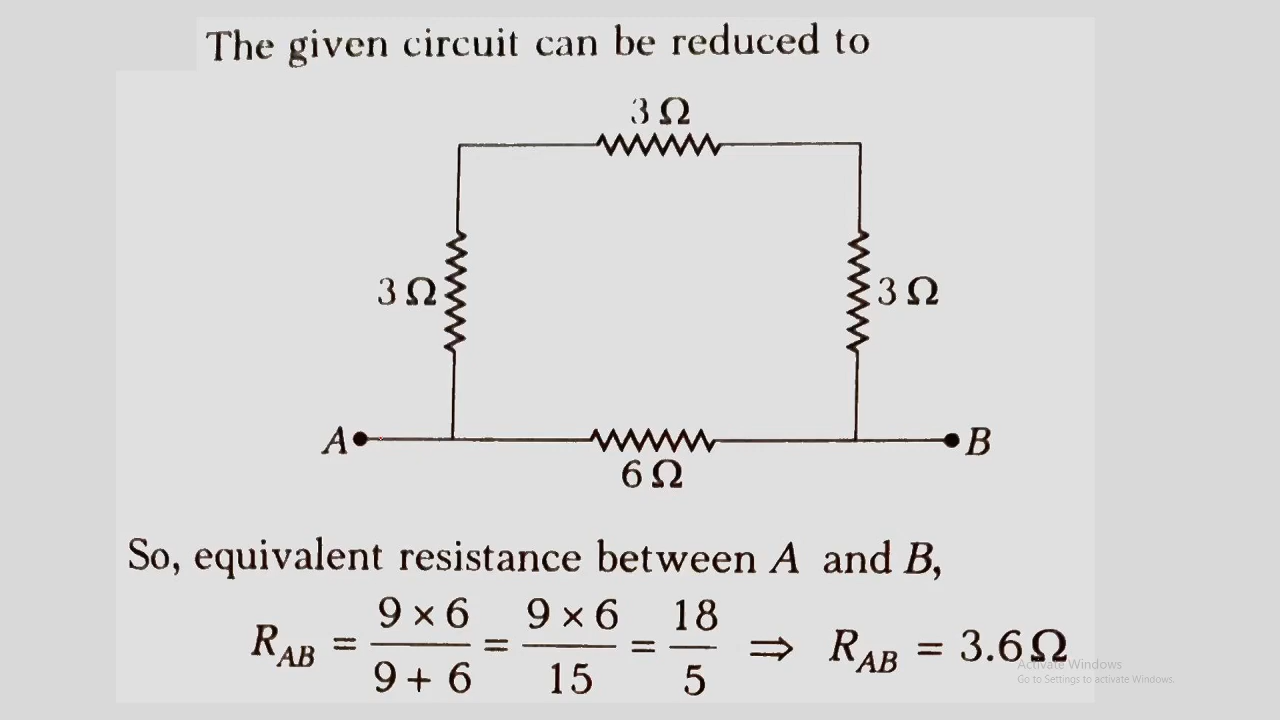 The given circuit can be reduced to
3 Ω
3 Ω
3 Ω
A
B
6 Ω
So, equivalent resistance between A and B,
R_AB = 9 × 6 / 9 + 6 = 9 × 6 / 15 = 18 / 5 ⇒ R_AB = 3.6 Ω
Activate Windows
Go to Settings to activate Windows.